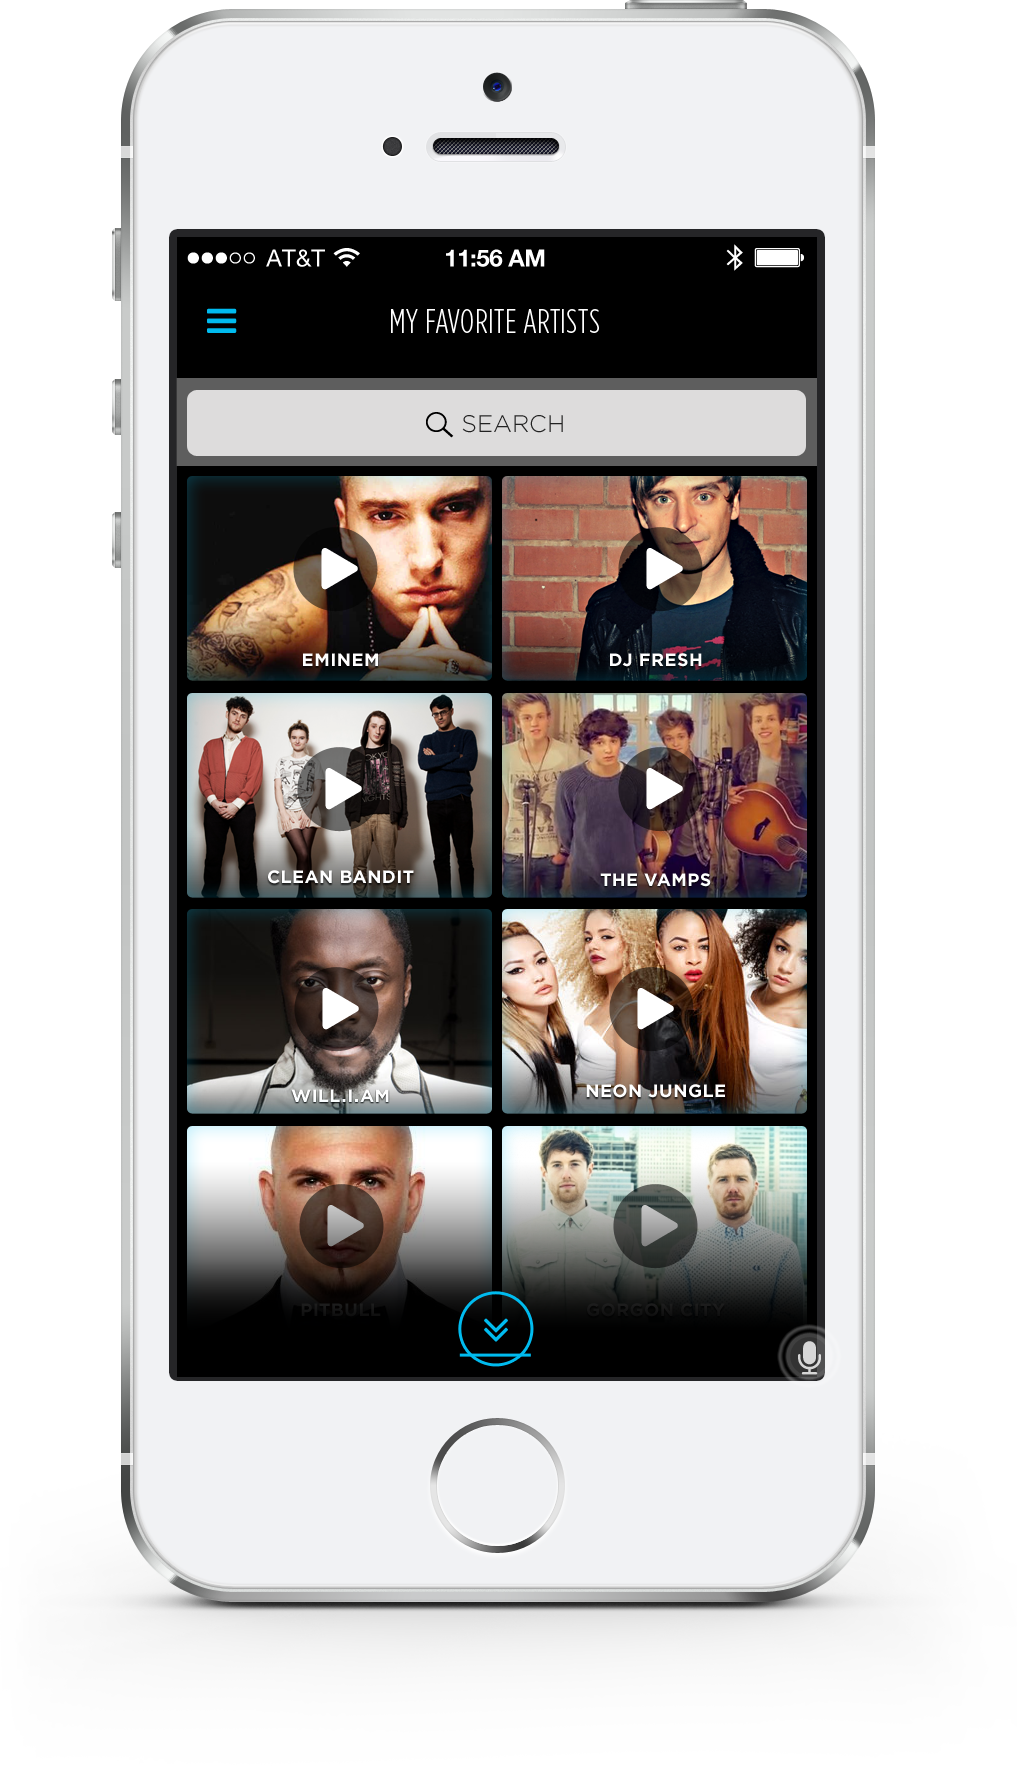 AT&T 11:56 AM
MY FAVORITE ARTISTS
SEARCH
EMINEM
DJ FRESH
CLEAN BANDIT
THE VAMPS
WILL.I.AM
NEON JUNGLE
PITBULL
GORGON CITY